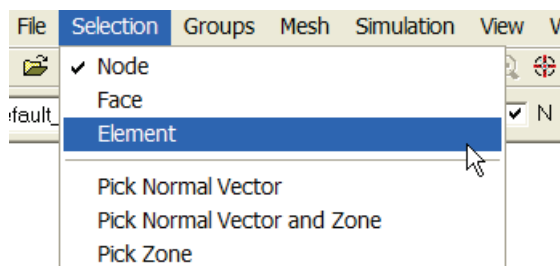 File Selection Groups Mesh Simulation View
Node
Face
efault_ N
Element
Pick Normal Vector
Pick Normal Vector and Zone
Pick Zone